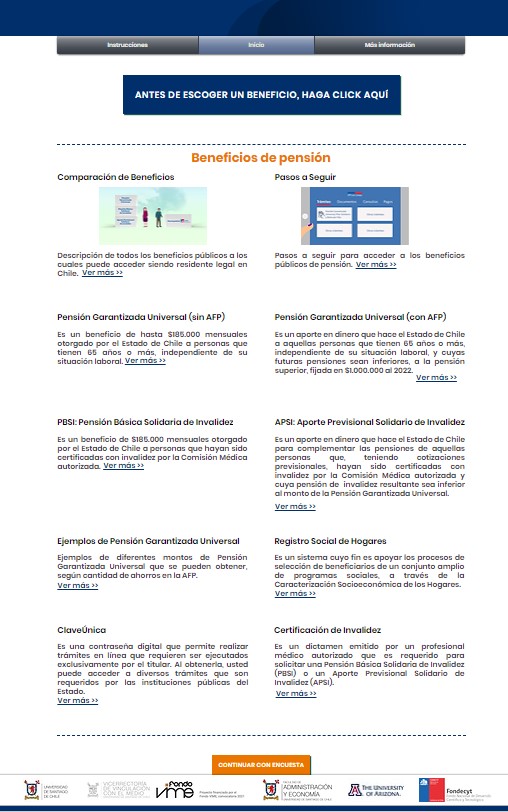 Instrucciones
Inicio
Más información
ANTES DE ESCOGER UN BENEFICIO, HAGA CLICK AQUÍ
Beneficios de pensión
Comparación de Beneficios
Descripción de todos los beneficios públicos a los
cuales puede acceder siendo residente legal en
Chile. Ver más >>
Pasos a Seguir
Trámites
Pasos a seguir para acceder a los beneficios
públicos de pensión. Ver más >>
Pensión Garantizada Universal (sin AFP)
Es un beneficio de hasta $185.000 mensuales
otorgado por el Estado de Chile a personas que
tienen 65 años o más, independiente de su
situación laboral. Ver más >>
Pensión Garantizada Universal (con AFP)
Es un aporte en dinero que hace el Estado de Chile
a aquellas personas que tienen 65 años o más,
independiente de su situación laboral, y cuyas
futuras pensiones sean inferiores, a la pensión
superior, fijada en $1.000.000 al 2022.
Ver más >>
PBSI: Pensión Básica Solidaria de Invalidez
Es un beneficio de $185.000 mensuales otorgado
por el Estado de Chile a personas que hayan sido
certificadas con invalidez por la Comisión Médica
autorizada. Ver más >>
APSI: Aporte Previsional Solidario de Invalidez
Es un aporte en dinero que hace el Estado de Chile
para complementar las pensiones de aquellas
personas que, teniendo cotizaciones
previsionales, hayan sido certificadas con
invalidez por la Comisión Médica autorizada y
cuya pensión de invalidez resultante sea inferior
al monto de la Pensión Garantizada Universal.
Ver más >>
Ejemplos de Pensión Garantizada Universal
Ejemplos de diferentes montos de Pensión
Garantizada Universal que se pueden obtener,
según cantidad de ahorros en la AFP.
Ver más >>
Registro Social de Hogares
Es un sistema cuyo fin es apoyar los procesos de
selección de beneficiarios de un conjunto amplio
de programas sociales, a través de la
Caracterización Socioeconómica de los Hogares.
Ver más >>
ClaveÚnica
Es una contraseña digital que permite realizar
trámites en línea que requieren ser ejecutados
exclusivamente por el titular. Al obtenerla, usted
puede acceder a diversos trámites que son
requeridos por las instituciones públicas del
Estado.
Ver más >>
Certificación de Invalidez
Es un dictamen emitido por un profesional
médico autorizado que es requerido para
solicitar una Pensión Básica Solidaria de Invalidez
(PBSI) o un Aporte Previsional Solidario de
Invalidez (APSI).
Ver más >>
CONTINUAR CON ENCUESTA
UNIVERSIDAD
DE SANTIAGO
DE CHILE
VICERRECTORÍA
DE VINCULACIÓN
CON EL MEDIO
fondo
vime
FACULTAD DE
ADMINISTRACIÓN
Y ECONOMÍA
UNIVERSIDAD DE SANTIAGO DE CHILE
THE UNIVERSITY
OF ARIZONA
Fondecyt